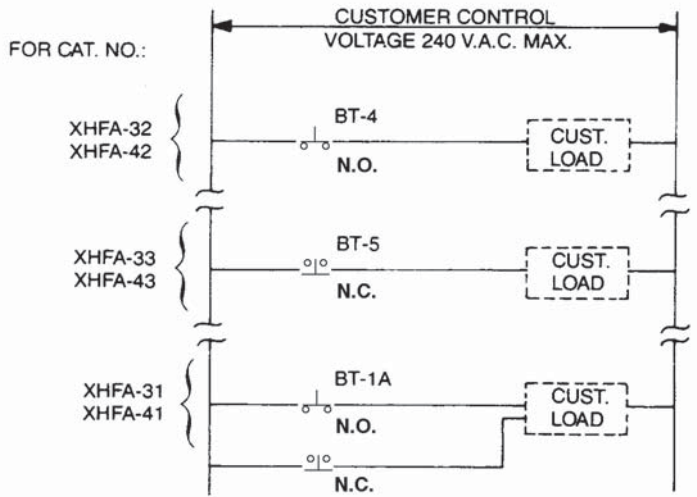 CUSTOMER CONTROL
VOLTAGE 240 V.A.C. MAX.
FOR CAT. NO.:
XHFA-32
XHFA-42
BT-4
N.O.
CUST.
LOAD
XHFA-33
XHFA-43
BT-5
N.C.
CUST.
LOAD
XHFA-31
XHFA-41
BT-1A
N.O.
CUST.
LOAD
N.C.